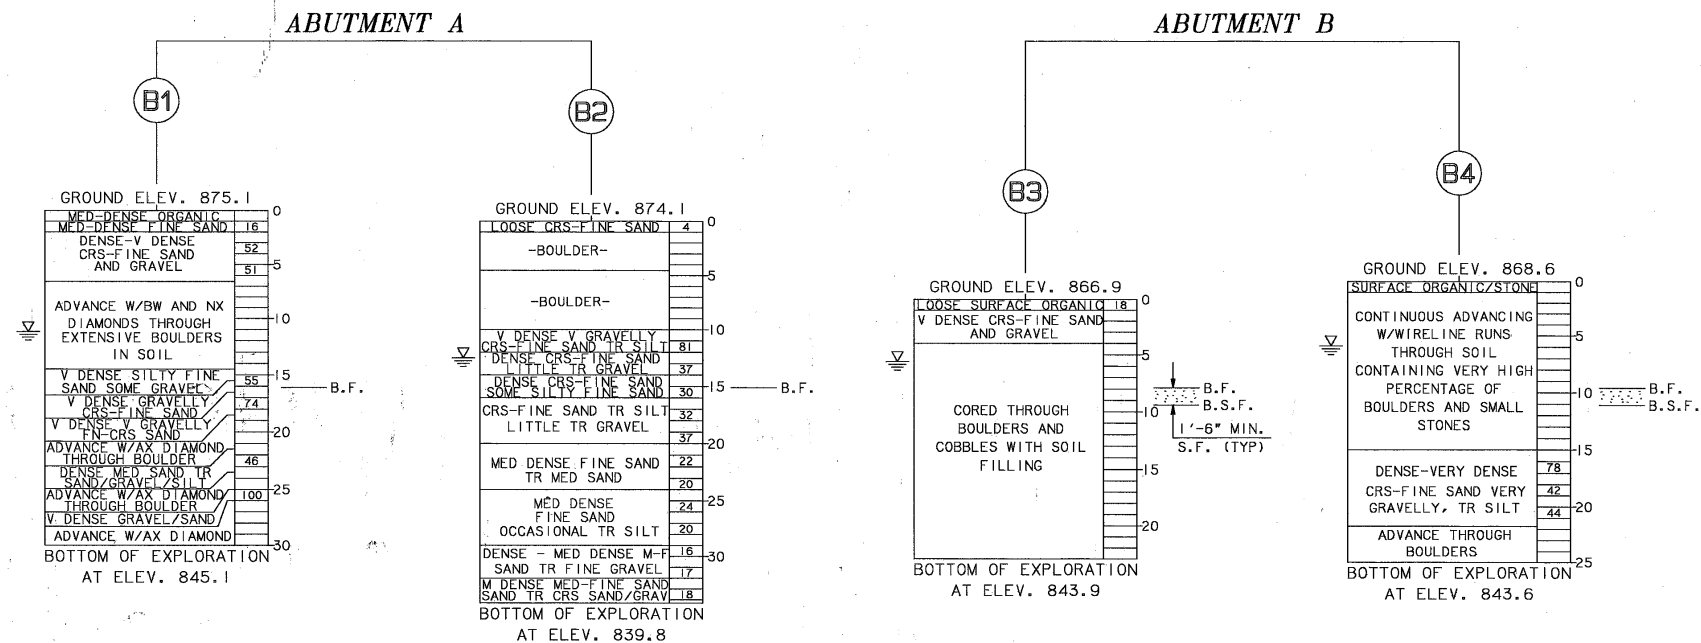 ABUTMENT A
B1
GROUND ELEV. 875.1
MED-DENSE ORGANIC
MED-DENSE FINE SAND
DENSE-V DENSE
CRS-FINE SAND
AND GRAVEL
ADVANCE W/BW AND NX
DIAMONDS THROUGH
EXTENSIVE BOULDERS
IN SOIL
V DENSE SILTY FINE
SAND SOME GRAVEL
V DENSE GRAVELLY
CRS-FINE SAND
V DENSE V GRAVELLY
FN-CRS SAND
ADVANCE W/AX DIAMOND
THROUGH BOULDER
DENSE MED SAND TR
SAND/GRAVEL/SILT
ADVANCE W/AX DIAMOND
THROUGH BOULDER
V. DENSE GRAVEL/SAND
ADVANCE W/AX DIAMOND
16
52
51
55
74
46
100
0
5
10
15
20
25
30
B.F.
BOTTOM OF EXPLORATION
AT ELEV. 845.1
B2
GROUND ELEV. 874.1
LOOSE CRS-FINE SAND
-BOULDER-
-BOULDER-
V DENSE V GRAVELLY
CRS-FINE SAND TR SILT
DENSE CRS-FINE SAND
LITTLE TR GRAVEL
DENSE CRS-FINE SAND
SOME SILTY FINE SAND
CRS-FINE SAND TR SILT
LITTLE TR GRAVEL
MED DENSE FINE SAND
TR MED SAND
MED DENSE
FINE SAND
OCCASIONAL TR SILT
DENSE - MED DENSE M-F
SAND TR FINE GRAVEL
M DENSE MED-FINE SAND
SAND TR CRS SAND/GRAV
4
81
37
30
32
37
22
20
24
20
16
17
18
0
5
10
15
20
25
30
B.F.
BOTTOM OF EXPLORATION
AT ELEV. 839.8
ABUTMENT B
B3
GROUND ELEV. 866.9
LOOSE SURFACE ORGANIC
V DENSE CRS-FINE SAND
AND GRAVEL
CORED THROUGH
BOULDERS AND
COBBLES WITH SOIL
FILLING
18
0
5
10
15
20
B.F.
B.S.F.
1'-6" MIN.
S.F. (TYP)
BOTTOM OF EXPLORATION
AT ELEV. 843.9
B4
GROUND ELEV. 868.6
SURFACE ORGANIC/STONE
CONTINUOUS ADVANCING
W/WIRELINE RUNS
THROUGH SOIL
CONTAINING VERY HIGH
PERCENTAGE OF
BOULDERS AND SMALL
STONES
DENSE-VERY DENSE
CRS-FINE SAND VERY
GRAVELLY, TR SILT
ADVANCE THROUGH
BOULDERS
78
42
44
0
5
10
15
20
25
B.F.
B.S.F.
BOTTOM OF EXPLORATION
AT ELEV. 843.6